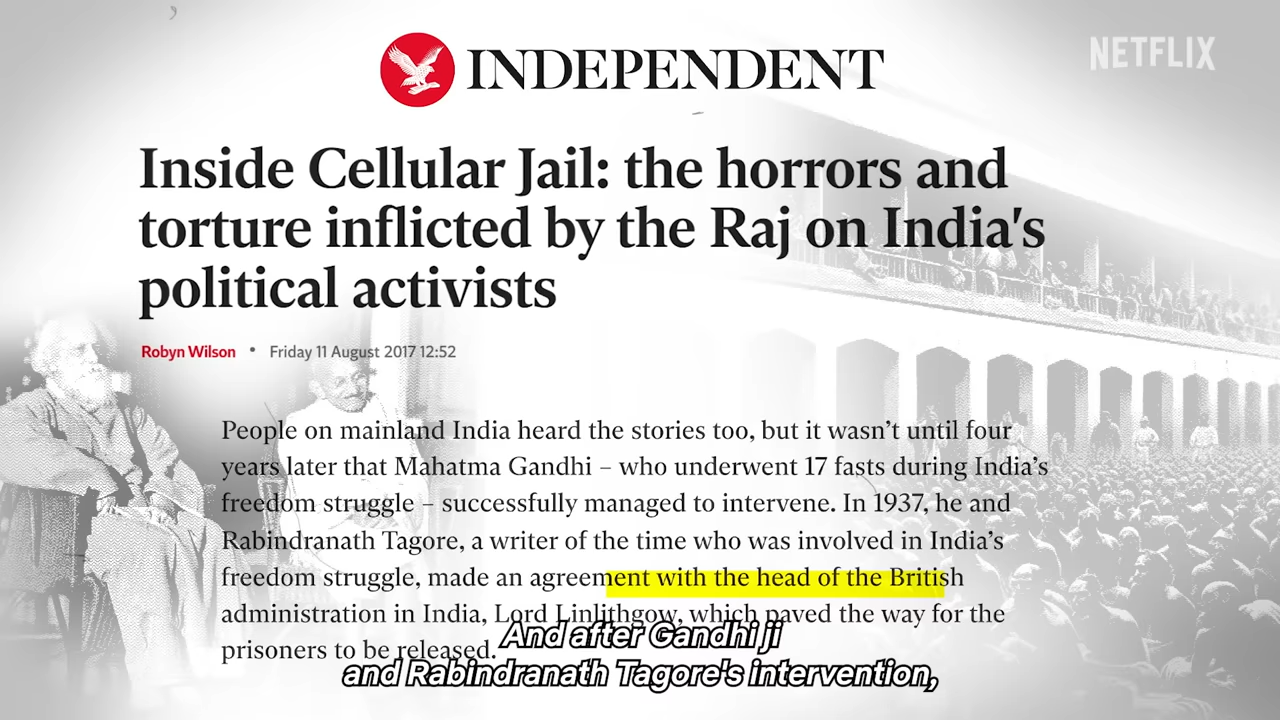 INDEPENDENT
NETFLIX
Inside Cellular Jail: the horrors and
torture inflicted by the Raj on India's
political activists
Robyn Wilson • Friday 11 August 2017 12:52
People on mainland India heard the stories too, but it wasn’t until four
years later that Mahatma Gandhi – who underwent 17 fasts during India’s
freedom struggle – successfully managed to intervene. In 1937, he and
Rabindranath Tagore, a writer of the time who was involved in India’s
freedom struggle, made an agreement with the head of the British
administration in India, Lord Linlithgow, which paved the way for the
prisoners to be released.
And after Gandhi ji
and Rabindranath Tagore's intervention,